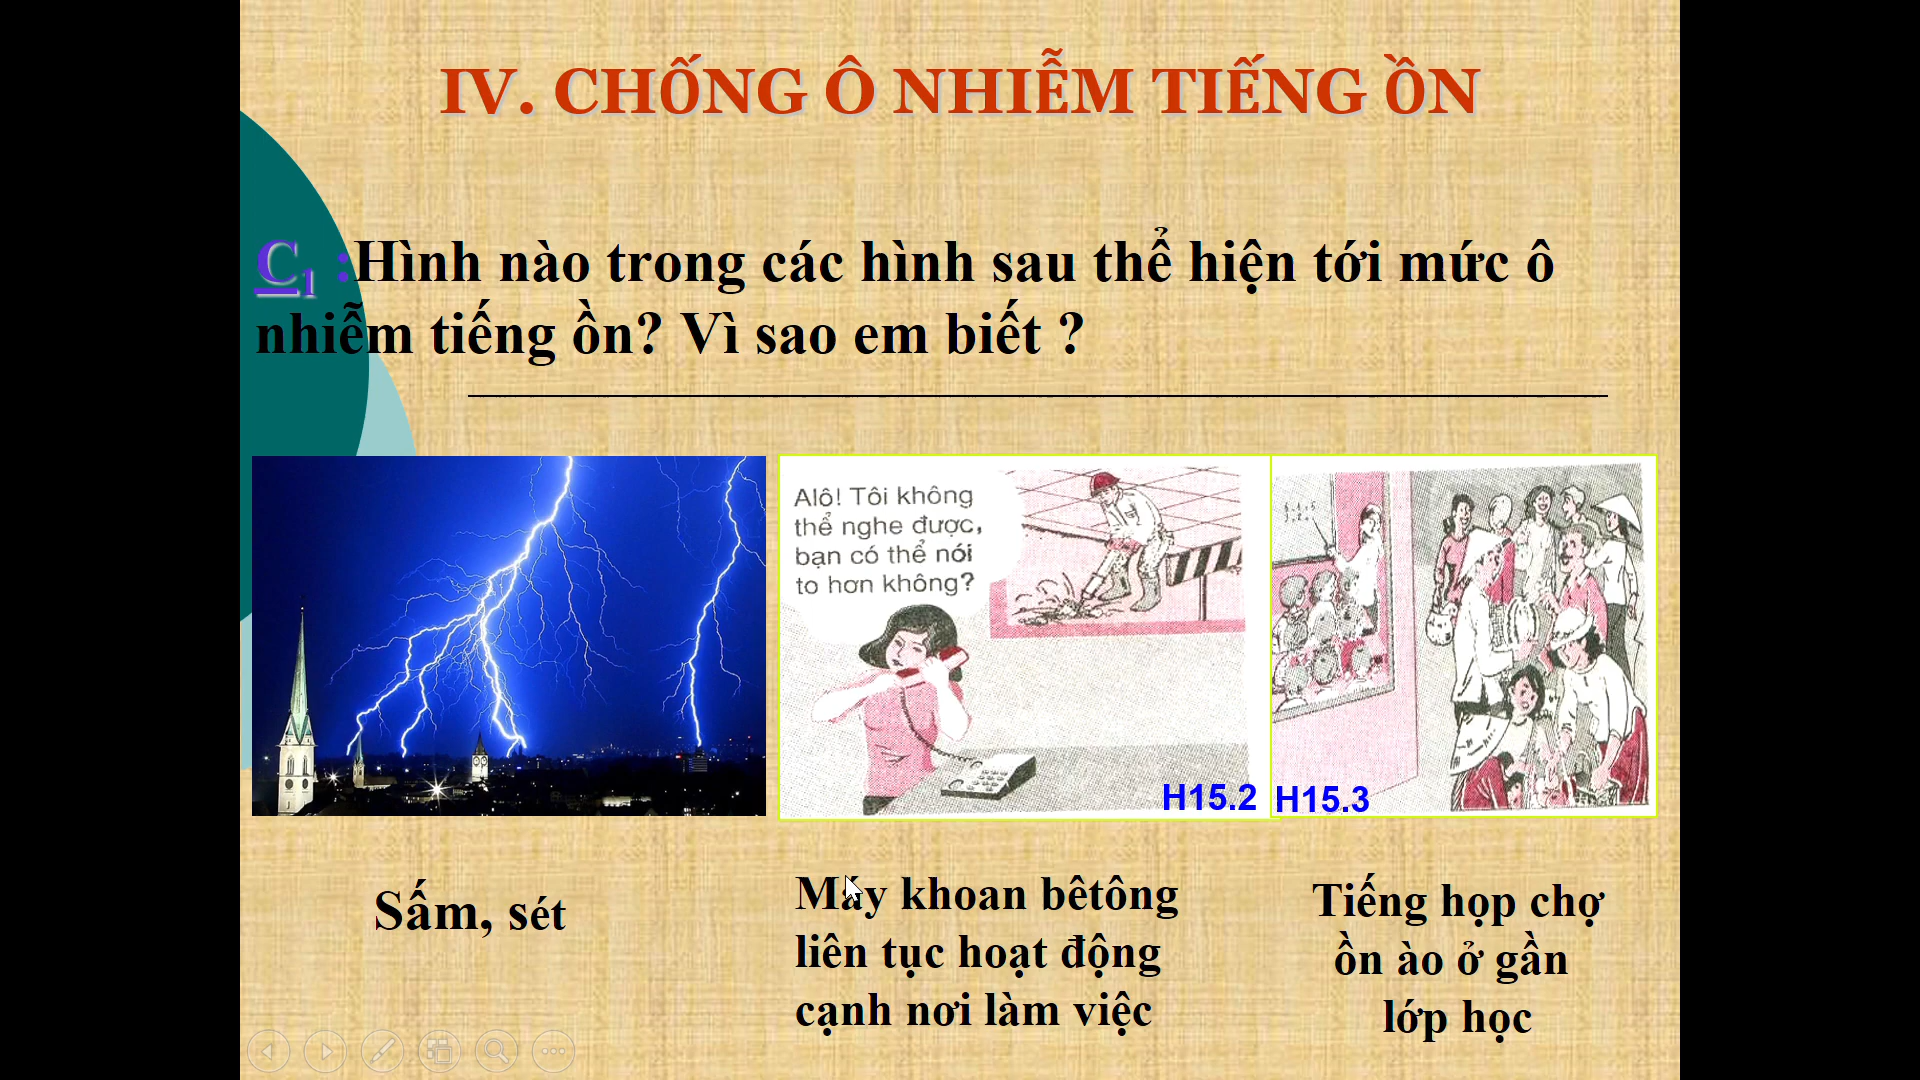 IV. CHỐNG Ô NHIỄM TIẾNG ỒN
C1 :Hình nào trong các hình sau thể hiện tới mức ô
nhiễm tiếng ồn? Vì sao em biết ?
Alô! Tôi không
thể nghe được,
bạn có thể nói
to hơn không?
H15.2
H15.3
Sấm, sét
Máy khoan bêtông
liên tục hoạt động
cạnh nơi làm việc
Tiếng họp chợ
ồn ào ở gần
lớp học